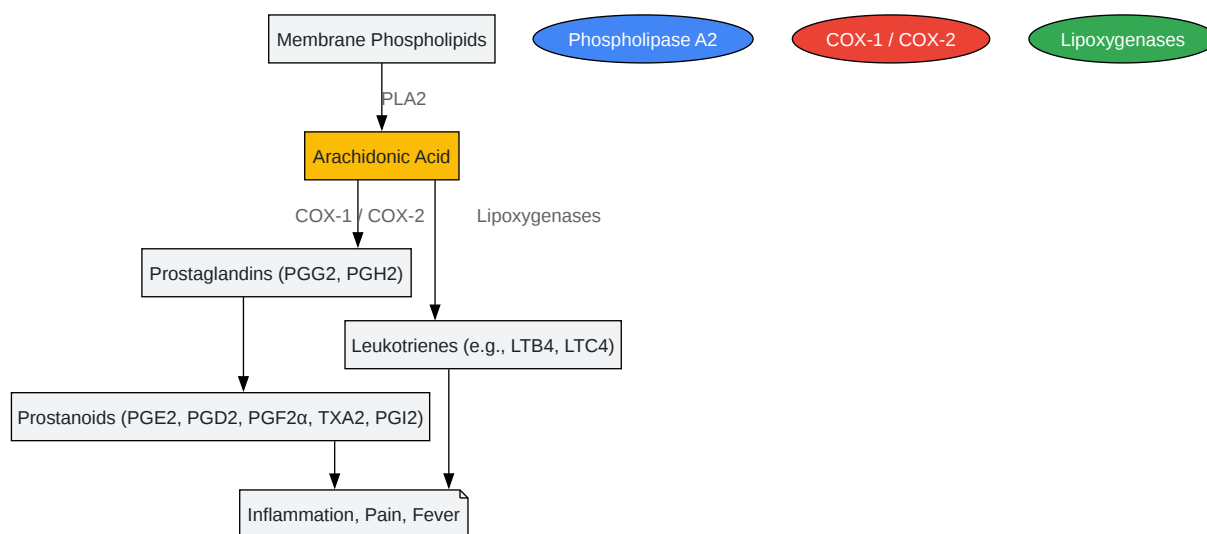 Membrane Phospholipids
Phospholipase A2
COX-1 / COX-2
Lipoxygenases
PLA2
Arachidonic Acid
COX-1 / COX-2
Lipoxygenases
Prostaglandins (PGG2, PGH2)
Leukotrienes (e.g., LTB4, LTC4)
Prostanoids (PGE2, PGD2, PGF2α, TXA2, PGI2)
Inflammation, Pain, Fever